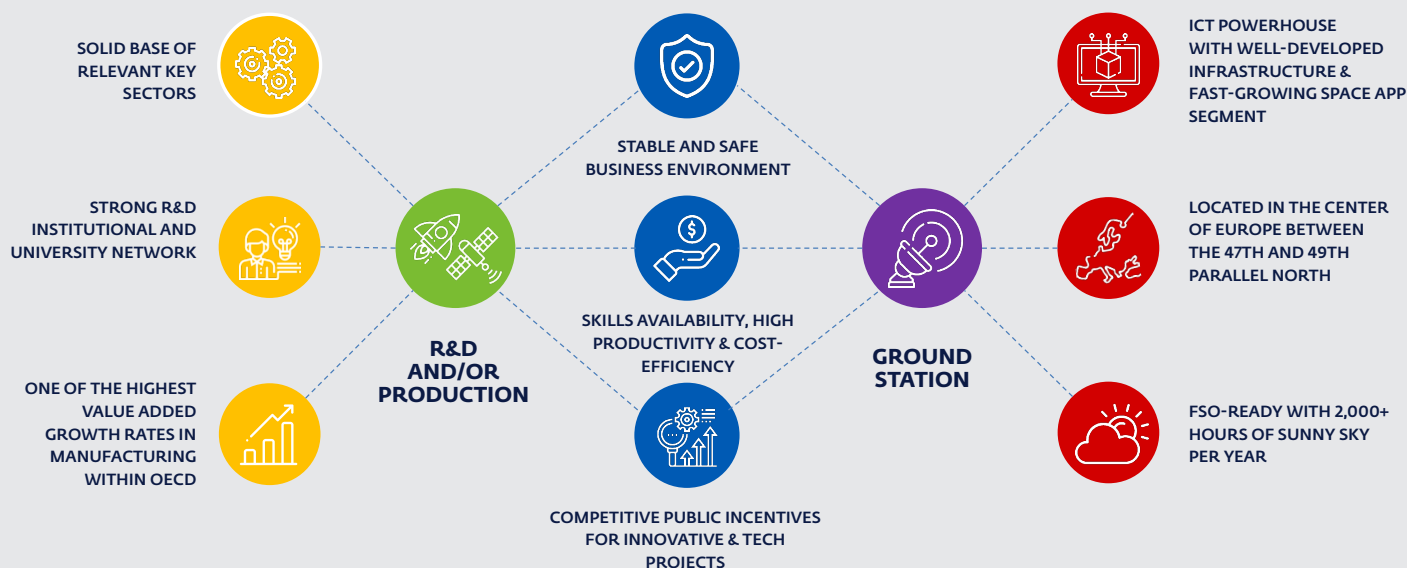 SOLID BASE OF
RELEVANT KEY
SECTORS
STRONG R&D
INSTITUTIONAL AND
UNIVERSITY NETWORK
ONE OF THE HIGHEST
VALUE ADDED
GROWTH RATES IN
MANUFACTURING
WITHIN OECD
R&D
AND/OR
PRODUCTION
STABLE AND SAFE
BUSINESS ENVIRONMENT
$
SKILLS AVAILABILITY, HIGH
PRODUCTIVITY & COST-
EFFICIENCY
COMPETITIVE PUBLIC INCENTIVES
FOR INNOVATIVE & TECH
PROJECTS
GROUND
STATION
ICT POWERHOUSE
WITH WELL-DEVELOPED
INFRASTRUCTURE &
FAST-GROWING SPACE APP
SEGMENT
LOCATED IN THE CENTER
OF EUROPE BETWEEN
THE 47TH AND 49TH
PARALLEL NORTH
FSO-READY WITH 2,000+
HOURS OF SUNNY SKY
PER YEAR